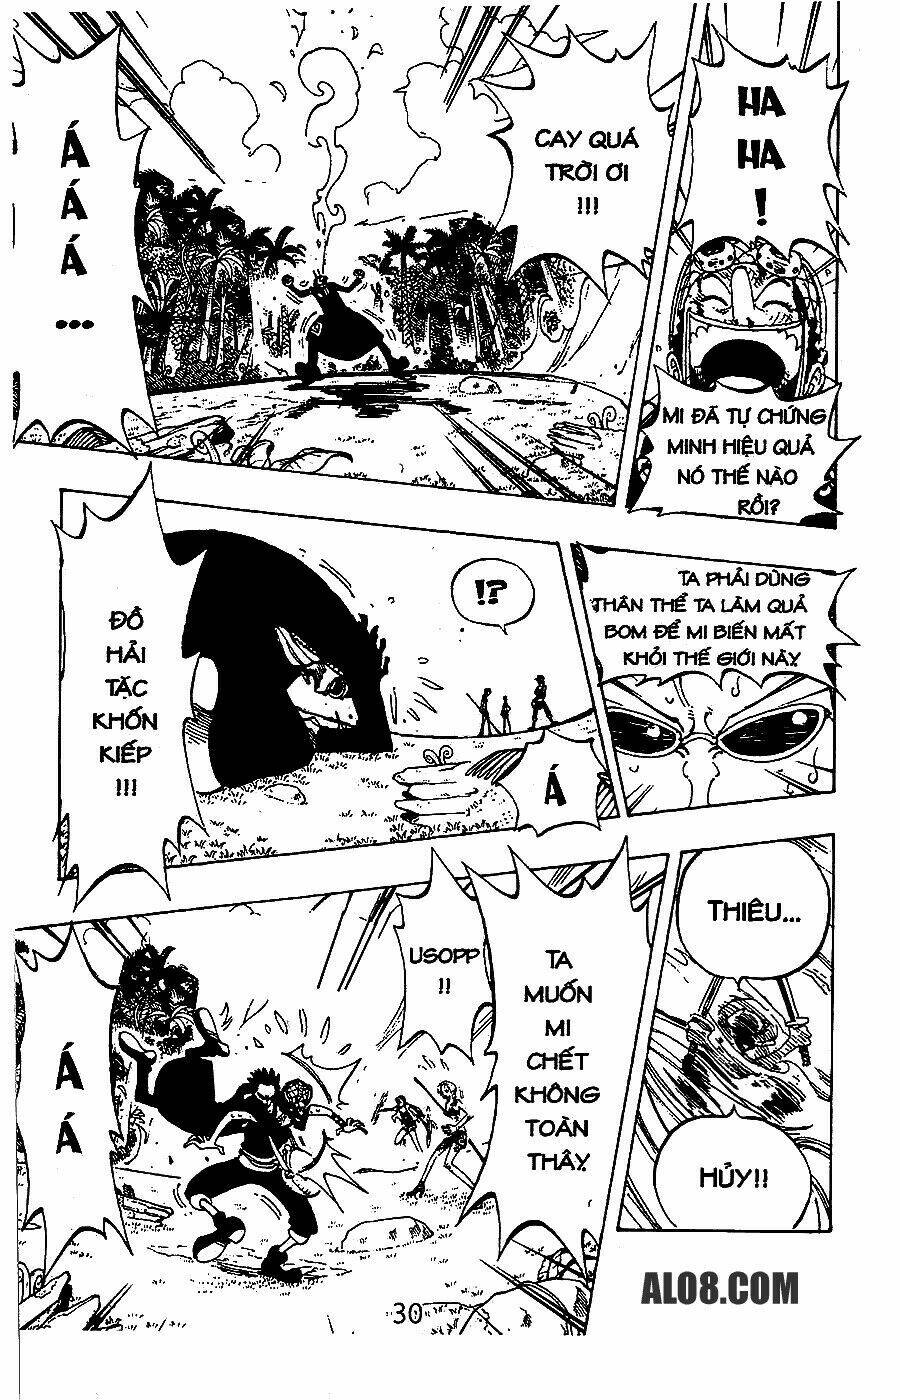 HA
HA
!
MI ĐÃ TỰ CHỨNG
MINH HIỆU QUẢ
NÓ THẾ NÀO
RỒI?
CAY QUÁ
TRỜI ƠI
!!!
Á
Á
Á
...
TA PHẢI DÙNG
THÂN THỂ TA LÀM QUẢ
BOM ĐỂ MI BIẾN MẤT
KHỎI THẾ GIỚI NÀY.
!?
Á
ĐỒ
HẢI
TẶC
KHỐN
KIẾP
!!!
THIÊU...
HỦY!!
TA
MUỐN
MI
CHẾT
KHÔNG
TOÀN
THÂY.
USOPP
!!
Á
Á
30
ALO8.COM